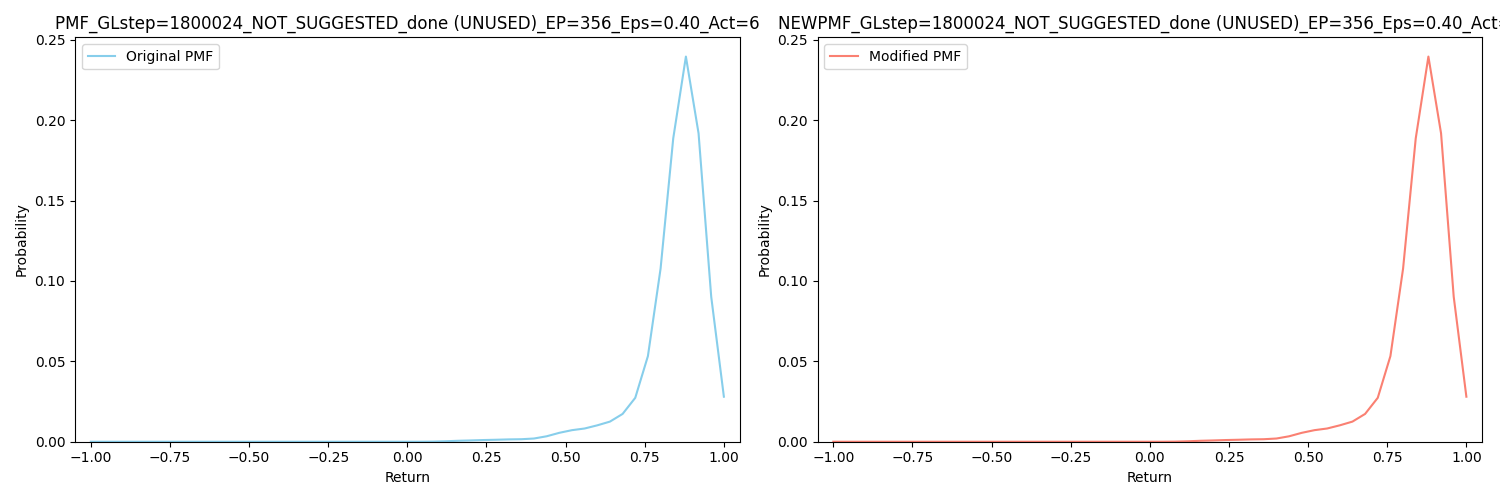 PMF_GLstep=1800024_NOT_SUGGESTED_done (UNUSED)_EP=356_Eps=0.40_Act=6
Original PMF
0.25
0.20
0.15
0.10
0.05
0.00
Probability
−1.00 −0.75 −0.50 −0.25 0.00 0.25 0.50 0.75 1.00
Return
NEWPMF_GLstep=1800024_NOT_SUGGESTED_done (UNUSED)_EP=356_Eps=0.40_Act=
Modified PMF
0.25
0.20
0.15
0.10
0.05
0.00
Probability
−1.00 −0.75 −0.50 −0.25 0.00 0.25 0.50 0.75 1.00
Return